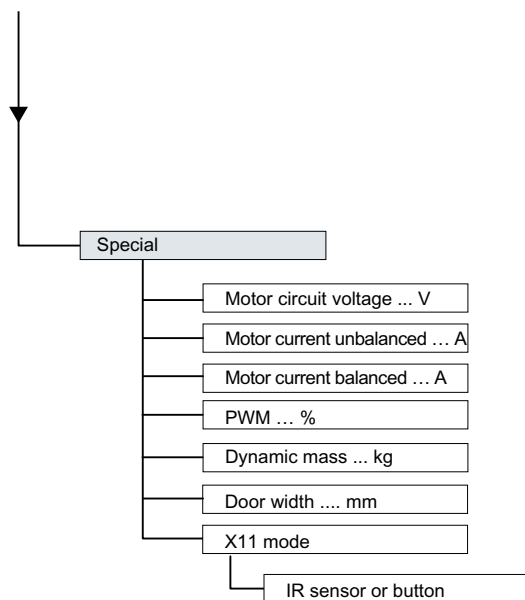 Special
Motor circuit voltage ... V
Motor current unbalanced … A
Motor current balanced … A
PWM … %
Dynamic mass ... kg
Door width .... mm
X11 mode
IR sensor or button